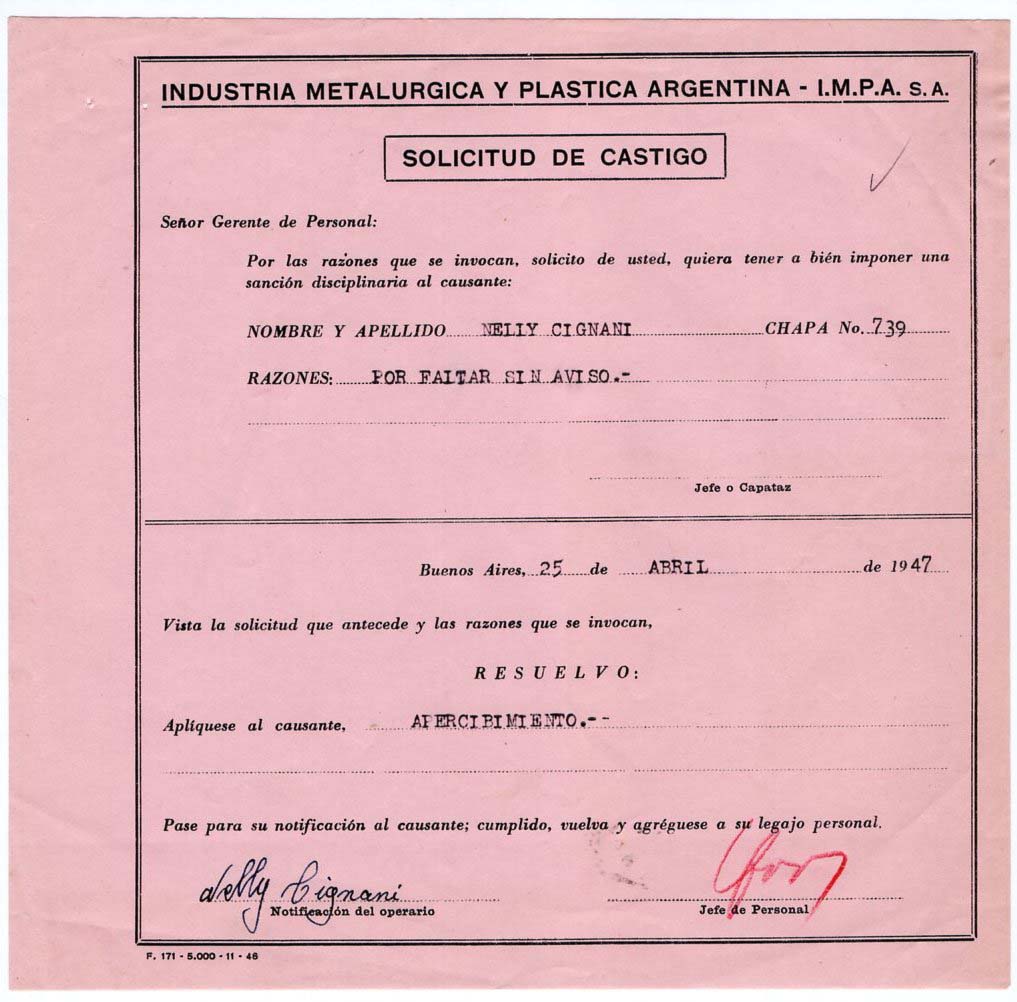 INDUSTRIA METALURGICA Y PLASTICA ARGENTINA - I.M.P.A. S. A.
SOLICITUD DE CASTIGO
Señor Gerente de Personal:
Por las razones que se invocan, solicito de usted, quiera tener a bién imponer una
sanción disciplinaria al causante:
NOMBRE Y APELLIDO NELLY CIGNANI CHAPA No. 739
RAZONES: POR FALTAR SIN AVISO.-
Jefe o Capataz
Buenos Aires, 25 de ABRIL de 1947
Vista la solicitud que antecede y las razones que se invocan,
RESUELVO:
Aplíquese al causante, APERCIBIMIENTO.--
Pase para su notificación al causante; cumplido, vuelva y agréguese a su legajo personal.
Nelly Cignani
Notificación del operario
Jefe de Personal
F. 171 - 5.000 - 11 - 46